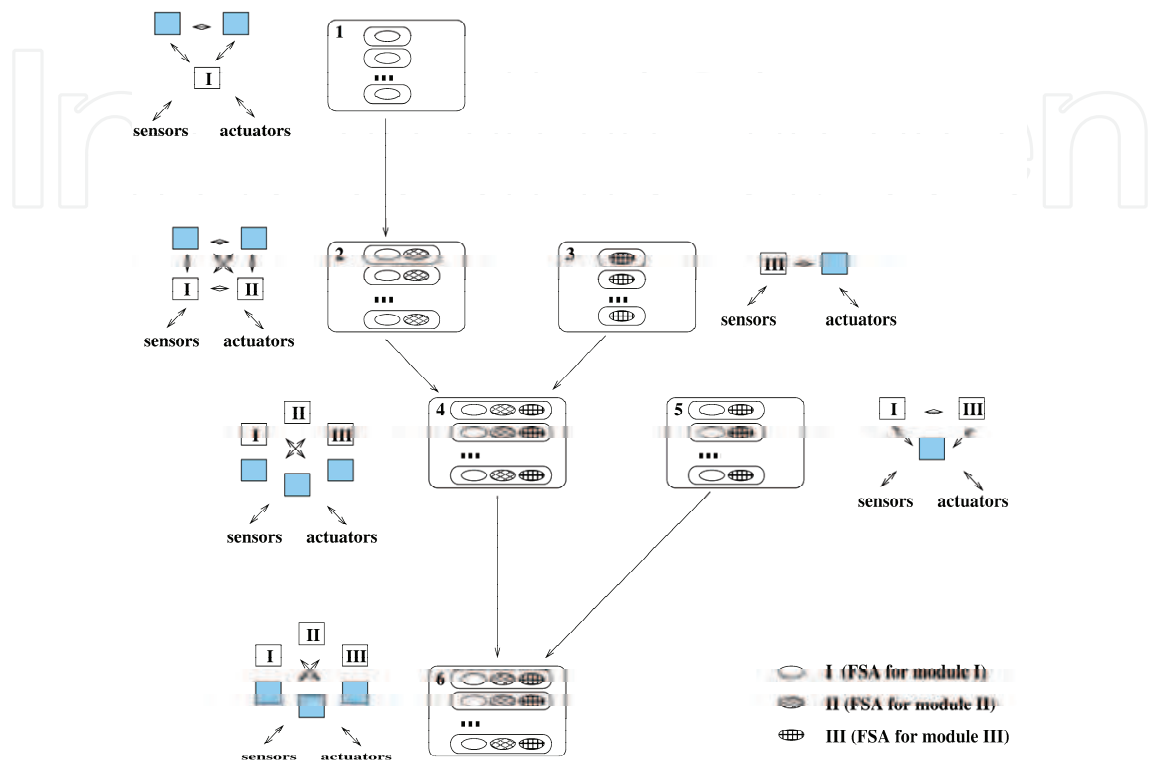 1
I
sensors actuators
2
3
I II
III
sensors actuators
sensors actuators
4
5
II
I III
I III
sensors actuators
sensors actuators
6
II
I III
I (FSA for module I)
II (FSA for module II)
III (FSA for module III)
sensors actuators